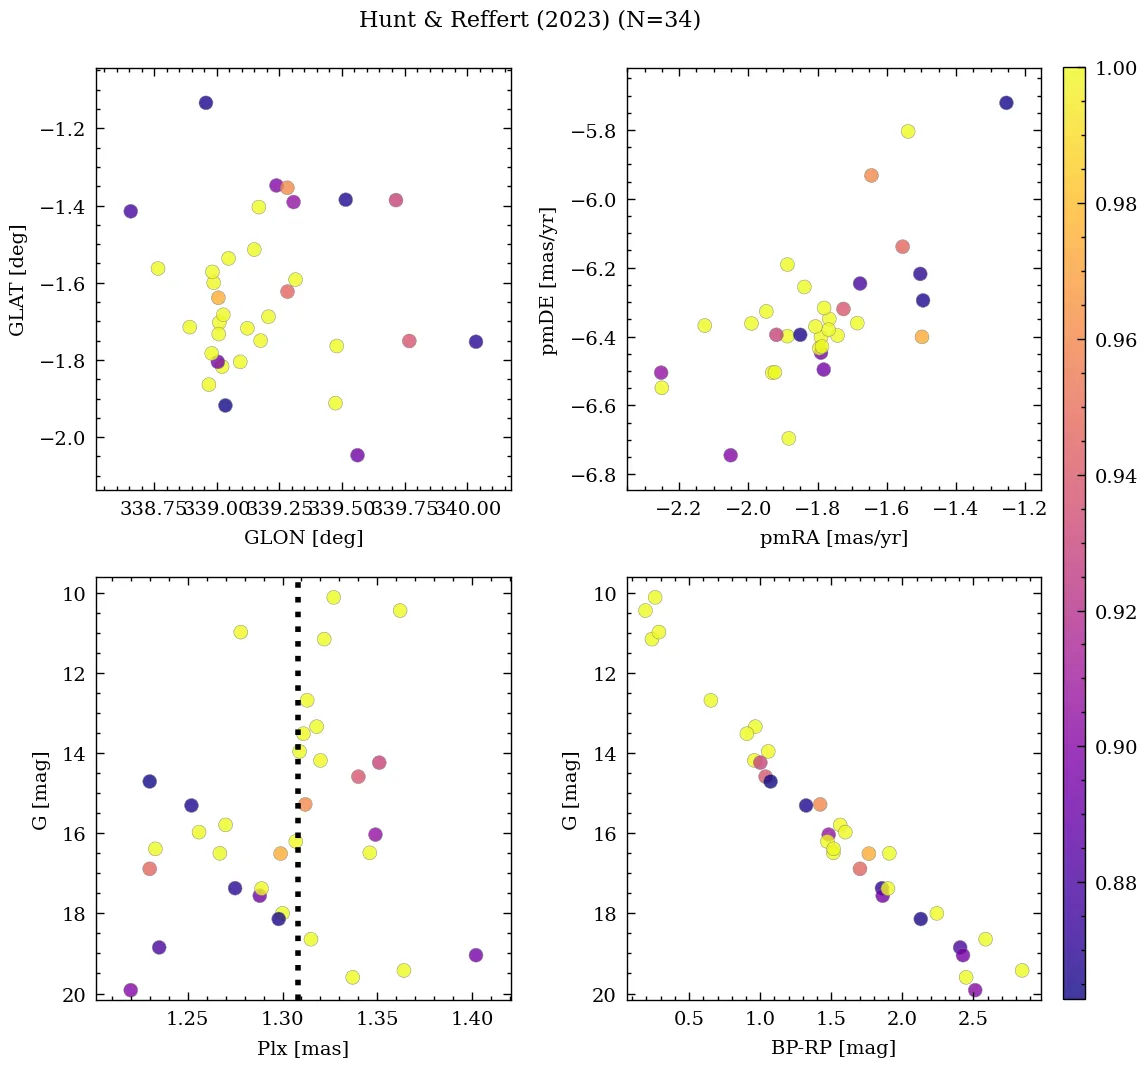 Hunt & Reffert (2023) (N=34)
−1.2
−1.4
−1.6
−1.8
−2.0
GLAT [deg]
338.75 339.00 339.25 339.50 339.75 340.00
GLON [deg]
−5.8
−6.0
−6.2
−6.4
−6.6
−6.8
pmDE [mas/yr]
−2.2 −2.0 −1.8 −1.6 −1.4 −1.2
pmRA [mas/yr]
10
12
14
16
18
20
G [mag]
1.25 1.30 1.35 1.40
Plx [mas]
10
12
14
16
18
20
G [mag]
0.5 1.0 1.5 2.0 2.5
BP-RP [mag]
1.00
0.98
0.96
0.94
0.92
0.90
0.88